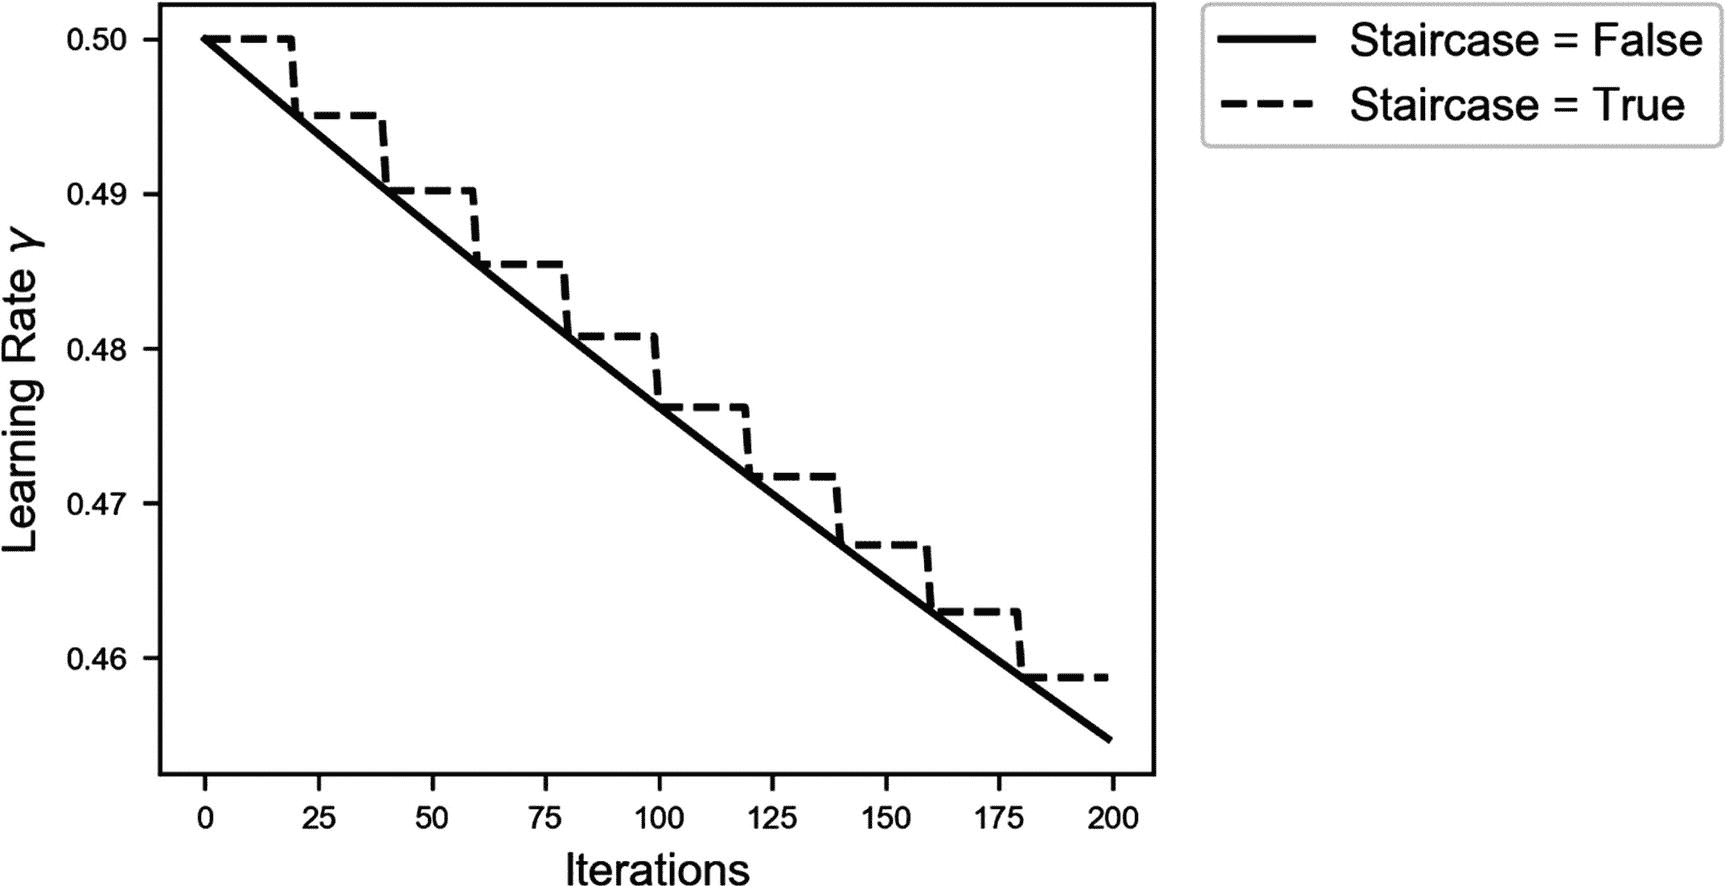 Staircase = False
Staircase = True
Learning Rate γ
0.50
0.49
0.48
0.47
0.46
0 25 50 75 100 125 150 175 200
Iterations